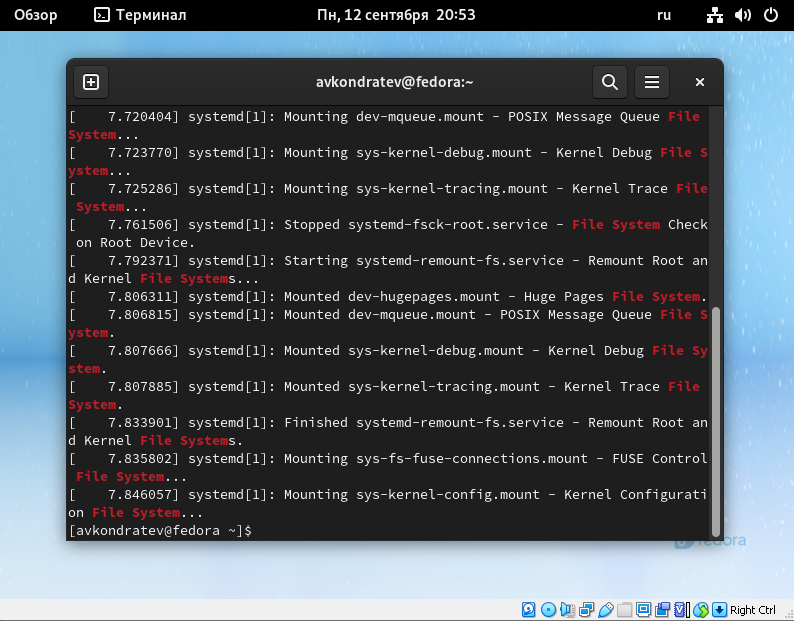 Обзор Терминал Пн, 12 сентября 20:53 ru
avkondratev@fedora:~
[    7.720404] systemd[1]: Mounting dev-mqueue.mount - POSIX Message Queue File
System...
[    7.723770] systemd[1]: Mounting sys-kernel-debug.mount - Kernel Debug File S
ystem...
[    7.725286] systemd[1]: Mounting sys-kernel-tracing.mount - Kernel Trace File
 System...
[    7.761506] systemd[1]: Stopped systemd-fsck-root.service - File System Check
 on Root Device.
[    7.792371] systemd[1]: Starting systemd-remount-fs.service - Remount Root an
d Kernel File Systems...
[    7.806311] systemd[1]: Mounted dev-hugepages.mount - Huge Pages File System.
[    7.806815] systemd[1]: Mounted dev-mqueue.mount - POSIX Message Queue File S
ystem.
[    7.807666] systemd[1]: Mounted sys-kernel-debug.mount - Kernel Debug File Sy
stem.
[    7.807885] systemd[1]: Mounted sys-kernel-tracing.mount - Kernel Trace File
System.
[    7.833901] systemd[1]: Finished systemd-remount-fs.service - Remount Root an
d Kernel File Systems.
[    7.835802] systemd[1]: Mounting sys-fs-fuse-connections.mount - FUSE Control
 File System...
[    7.846057] systemd[1]: Mounting sys-kernel-config.mount - Kernel Configurati
on File System...
[avkondratev@fedora ~]$
fedora
Right Ctrl